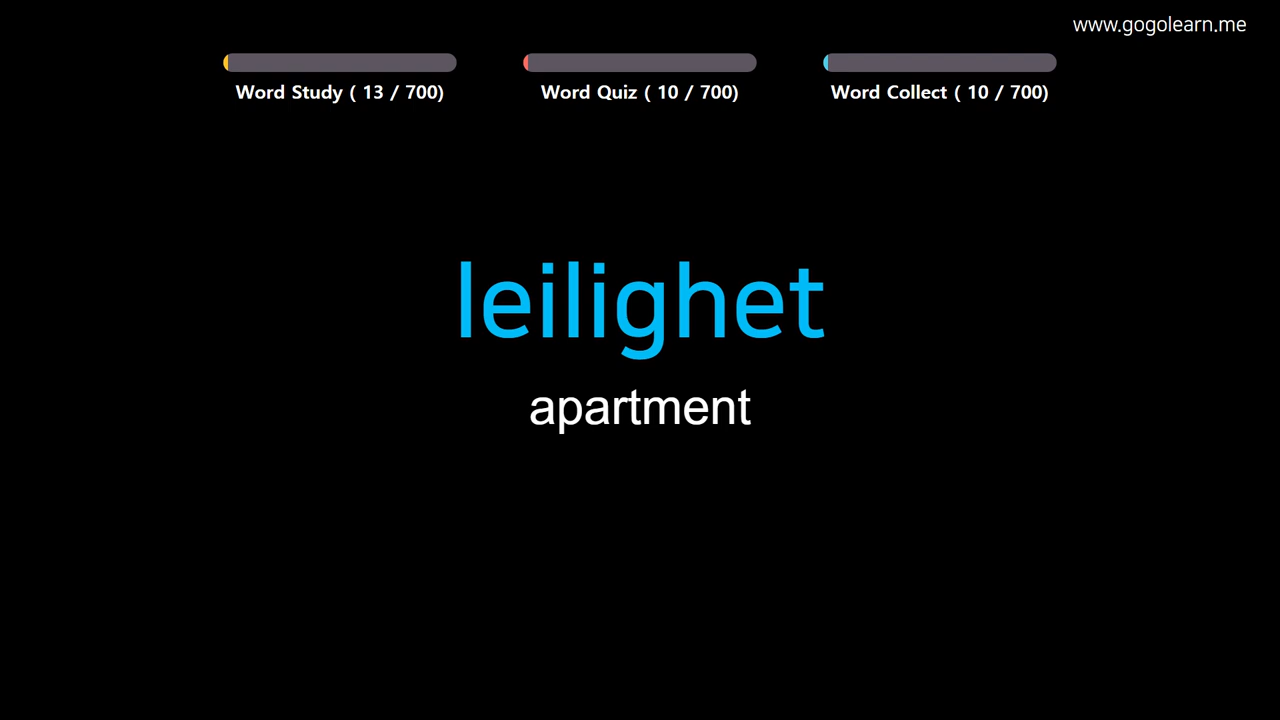 www.gogolearn.me
Word Study ( 13 / 700)
Word Quiz ( 10 / 700)
Word Collect ( 10 / 700)
leilighet
apartment